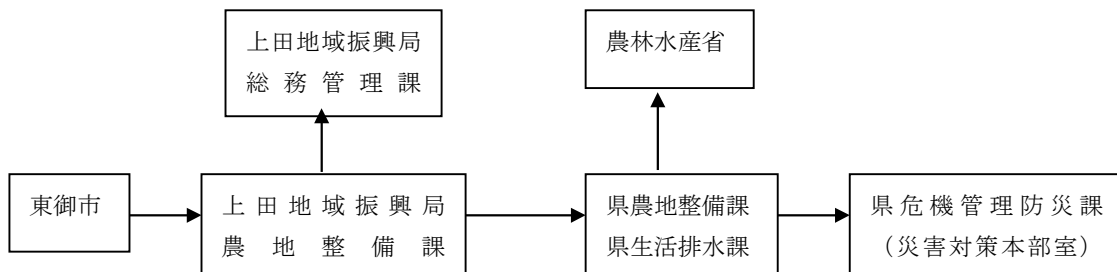 上田地域振興局
総務管理課
農林水産省
東御市
上田地域振興局
農地整備課
県農地整備課
県生活排水課
県危機管理防災課
（災害対策本部室）